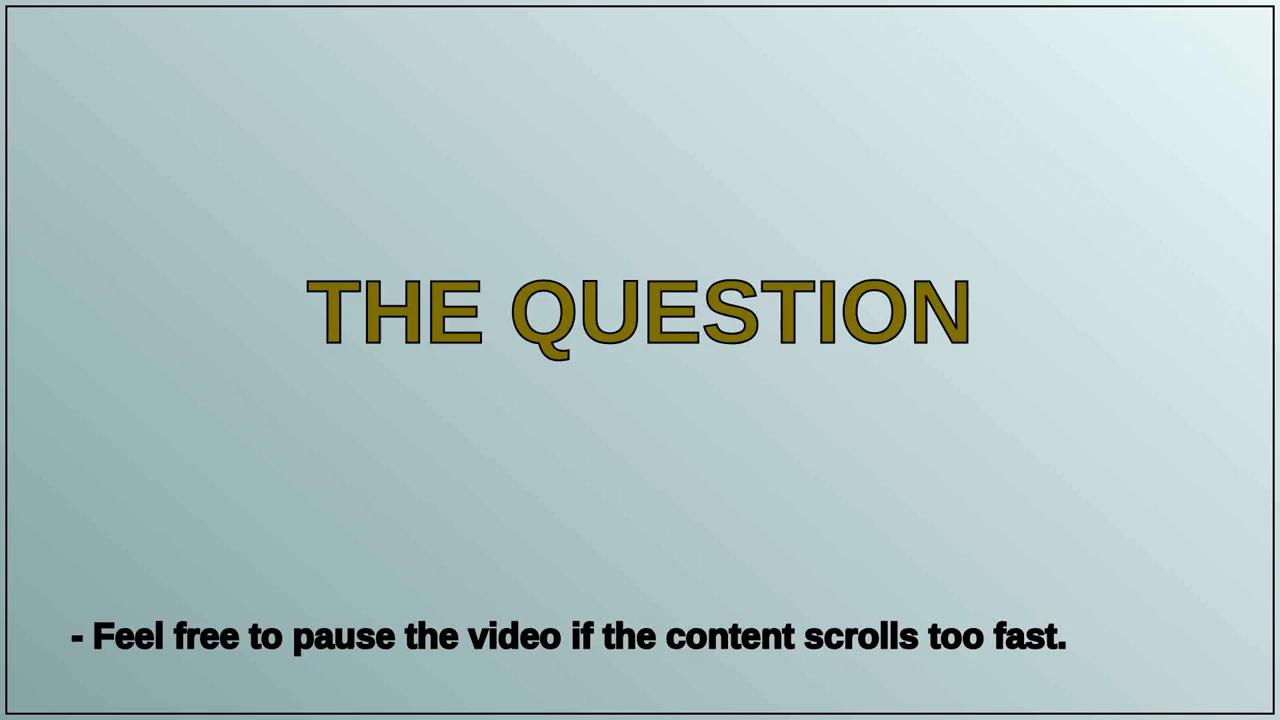 THE QUESTION
- Feel free to pause the video if the content scrolls too fast.